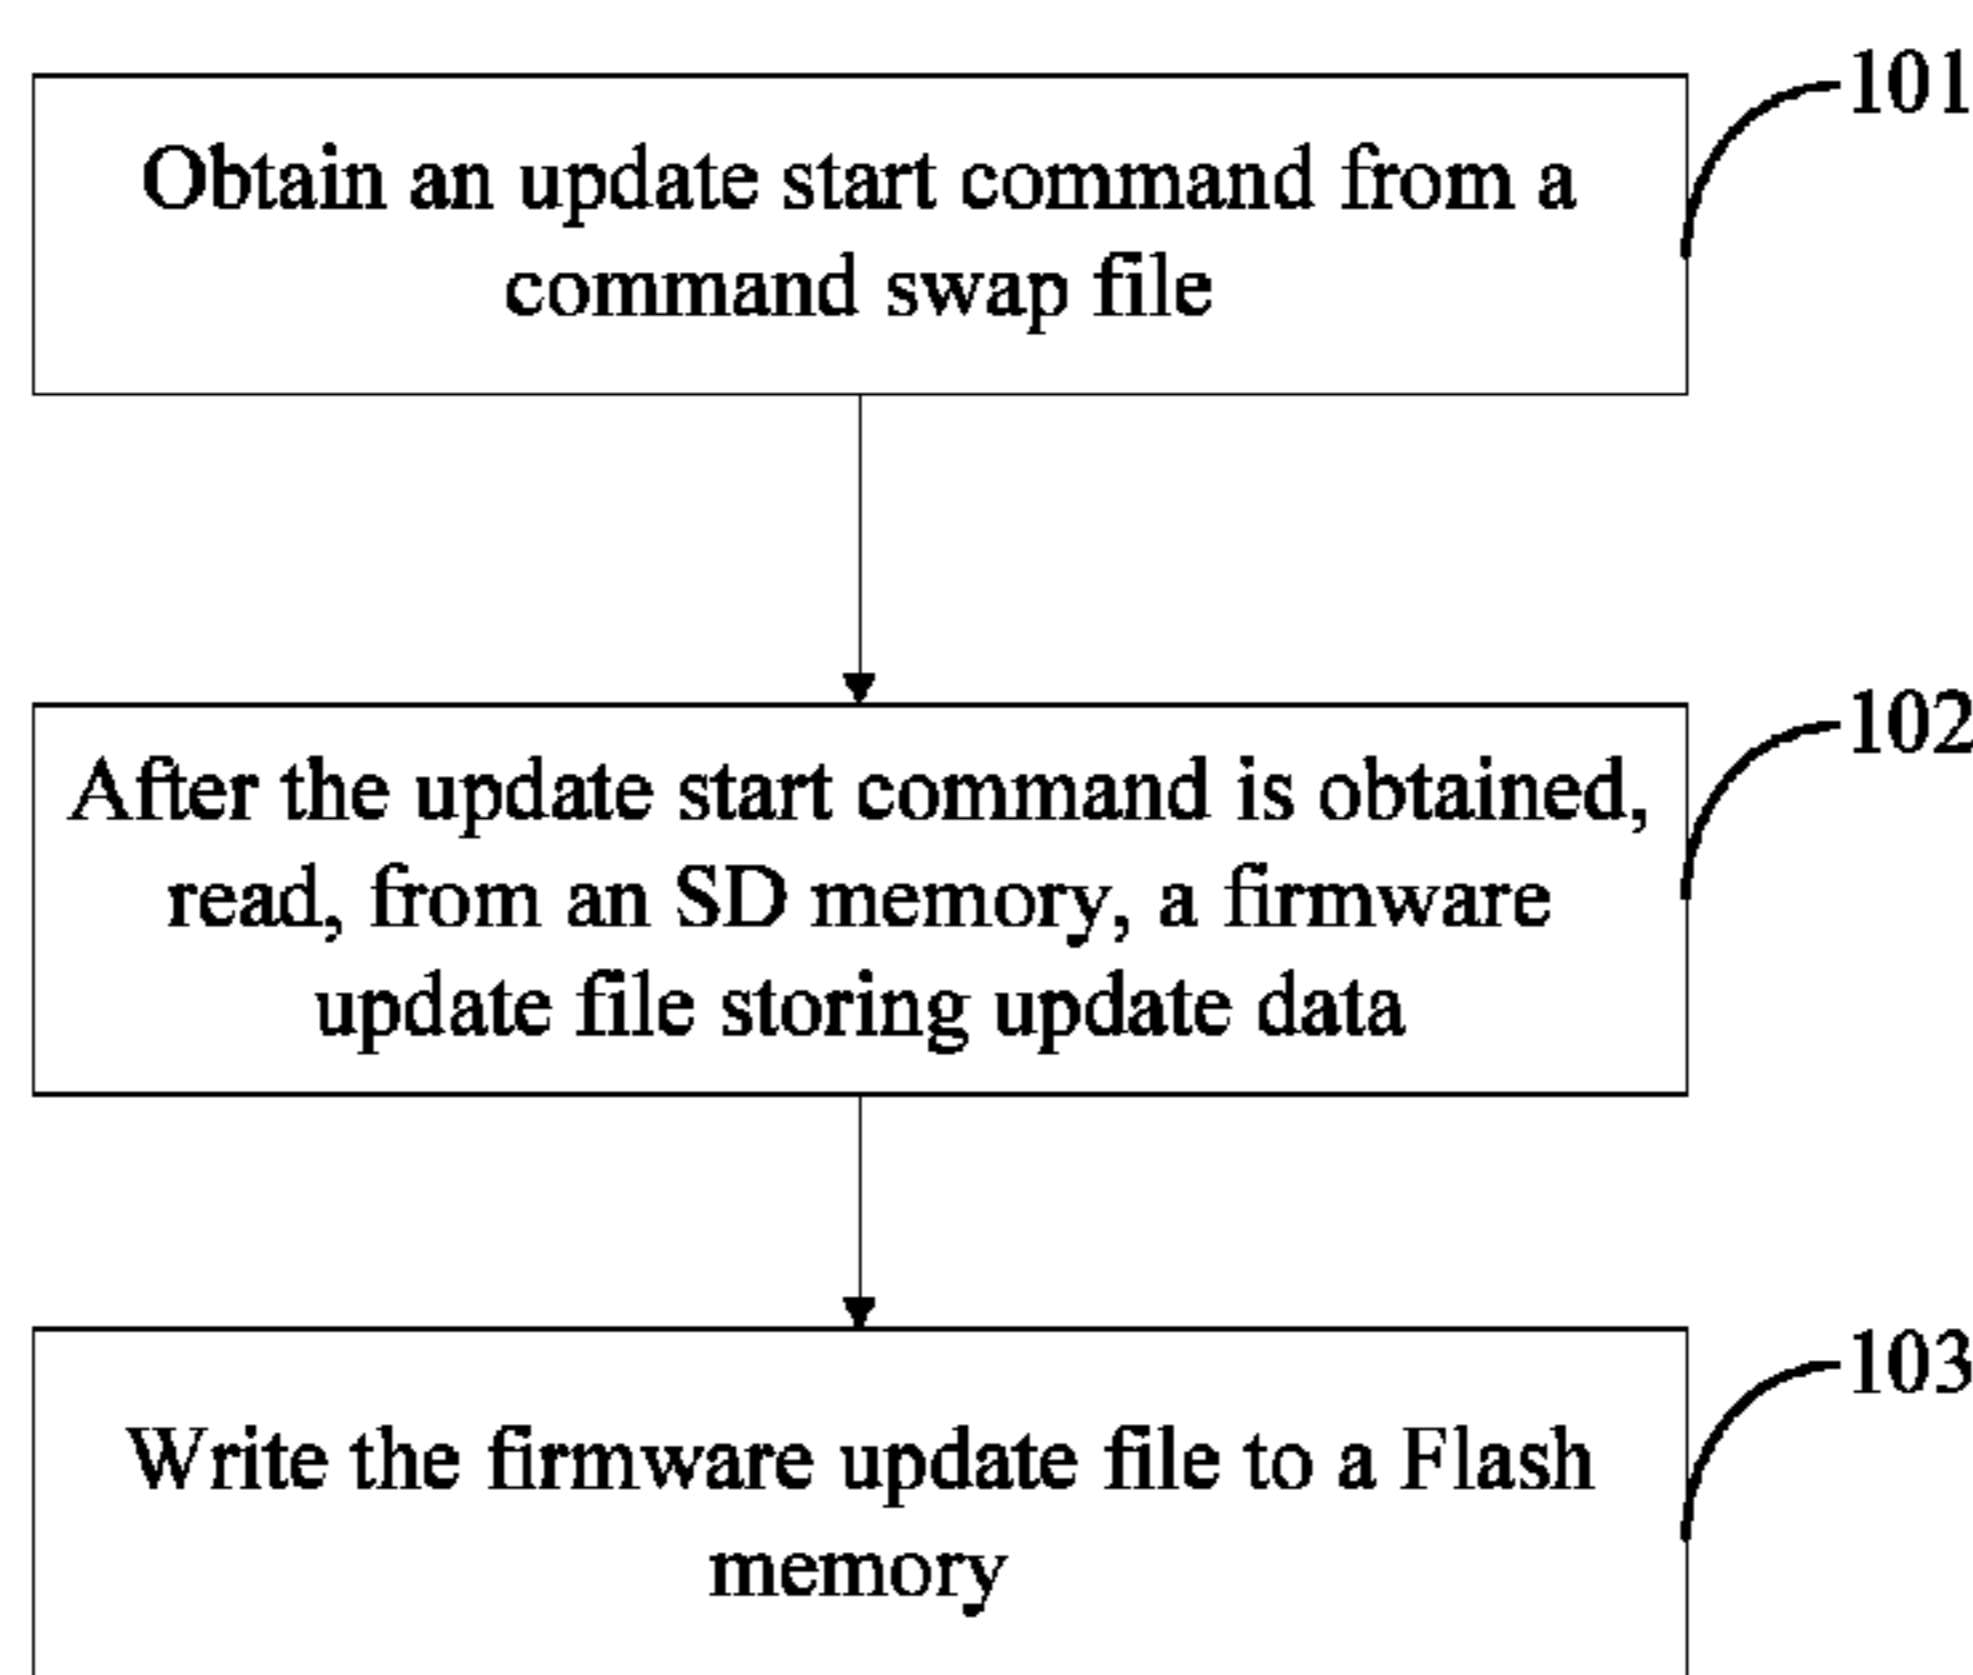 101
Obtain an update start command from a
command swap file
102
After the update start command is obtained,
read, from an SD memory, a firmware
update file storing update data
103
Write the firmware update file to a Flash
memory